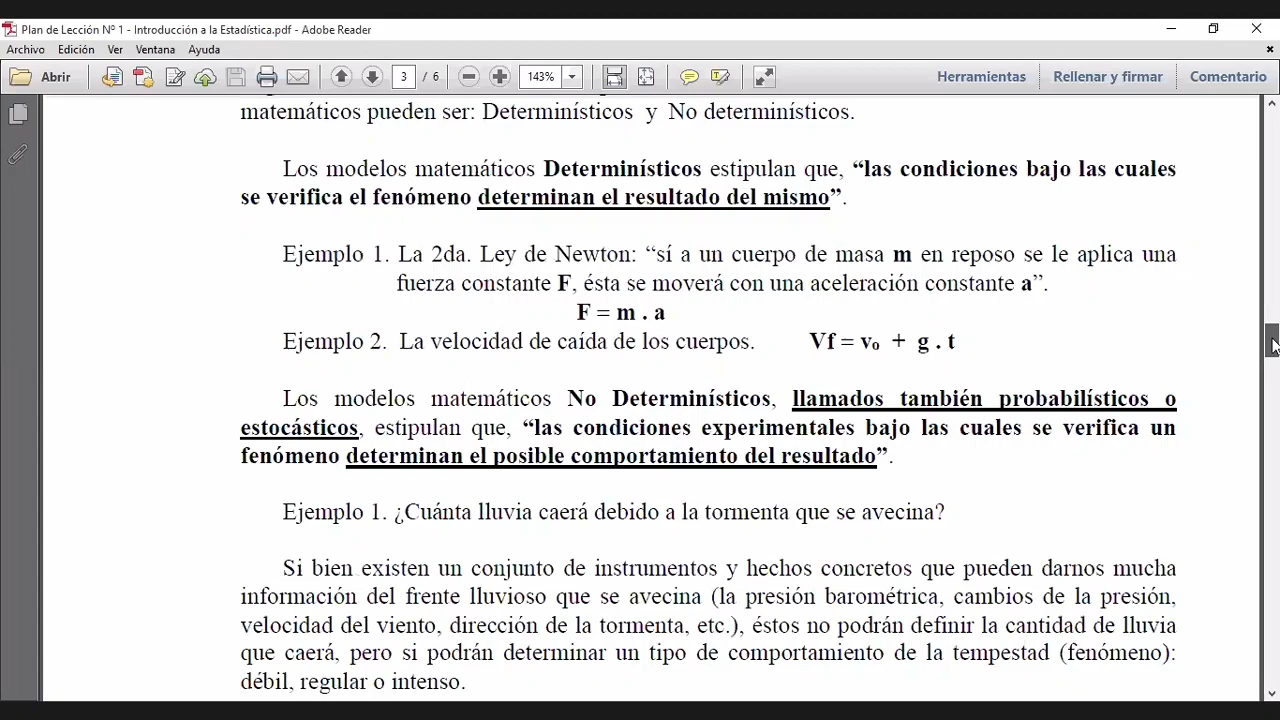 Plan de Lección Nº 1 - Introducción a la Estadística.pdf - Adobe Reader
Archivo Edición Ver Ventana Ayuda
Abrir 3 / 6 143% Herramientas Rellenar y firmar Comentario
matemáticos pueden ser: Determinísticos y No determinísticos.
Los modelos matemáticos Determinísticos estipulan que, “las condiciones bajo las cuales
se verifica el fenómeno determinan el resultado del mismo”.
Ejemplo 1. La 2da. Ley de Newton: “sí a un cuerpo de masa m en reposo se le aplica una
fuerza constante F, ésta se moverá con una aceleración constante a”.
F = m . a
Ejemplo 2. La velocidad de caída de los cuerpos. Vf = v₀ + g . t
Los modelos matemáticos No Determinísticos, llamados también probabilísticos o
estocásticos, estipulan que, “las condiciones experimentales bajo las cuales se verifica un
fenómeno determinan el posible comportamiento del resultado”.
Ejemplo 1. ¿Cuánta lluvia caerá debido a la tormenta que se avecina?
Si bien existen un conjunto de instrumentos y hechos concretos que pueden darnos mucha
información del frente lluvioso que se avecina (la presión barométrica, cambios de la presión,
velocidad del viento, dirección de la tormenta, etc.), éstos no podrán definir la cantidad de lluvia
que caerá, pero si podrán determinar un tipo de comportamiento de la tempestad (fenómeno):
débil, regular o intenso.